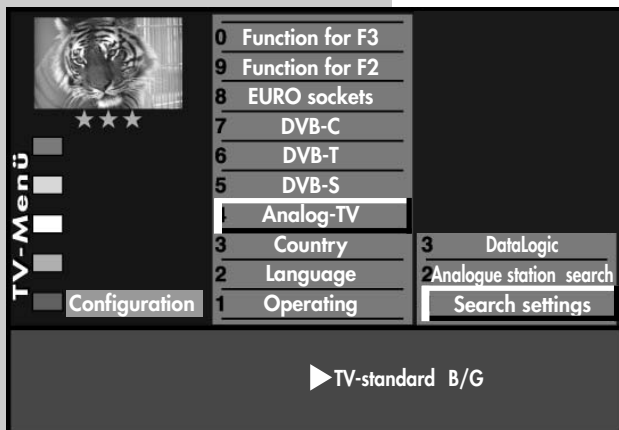 0 Function for F3
9 Function for F2
8 EURO sockets
7 DVB-C
6 DVB-T
5 DVB-S
Analog-TV
3 Country
2 Language
1 Operating
3 DataLogic
2 Analogue station search
Search settings
TV-Menü
Configuration
TV-standard B/G